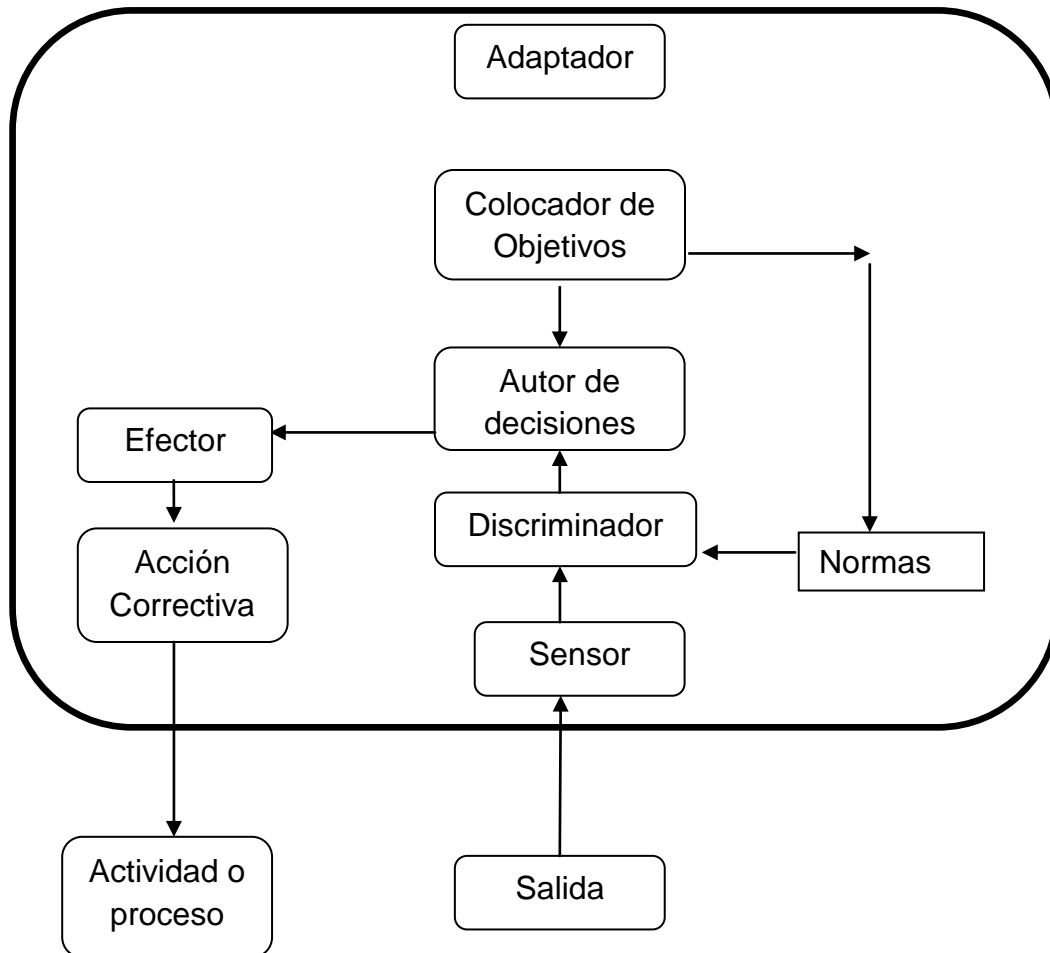 Adaptador
Colocador de
Objetivos
Autor de
decisiones
Efector
Discriminador
Acción
Correctiva
Normas
Sensor
Actividad o
proceso
Salida